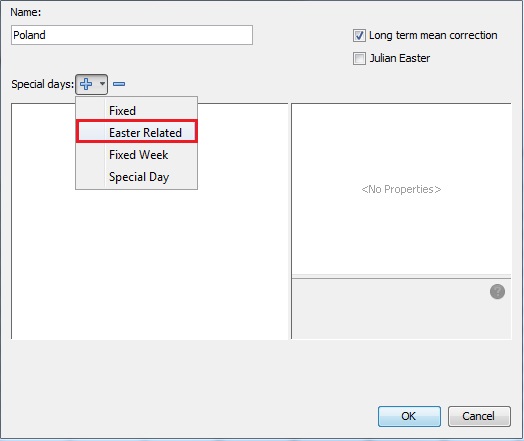 Name:
Poland
Long term mean correction
Julian Easter
Special days:
Fixed
Easter Related
Fixed Week
Special Day
<No Properties>
?
OK
Cancel